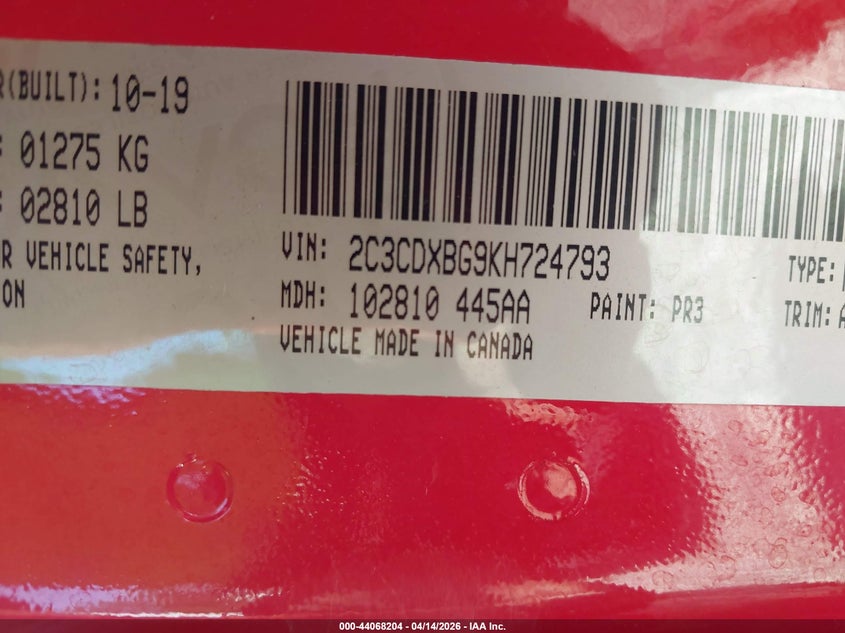 R(BUILT): 10-19
: 01275 KG
: 02810 LB
R VEHICLE SAFETY,
ON
VIN: 2C3CDXBG9KH724793
TYPE:
MDH: 102810 445AA
PAINT: PR3
TRIM: A
VEHICLE MADE IN CANADA
000-44068204 - 04/14/2026 - IAA Inc.